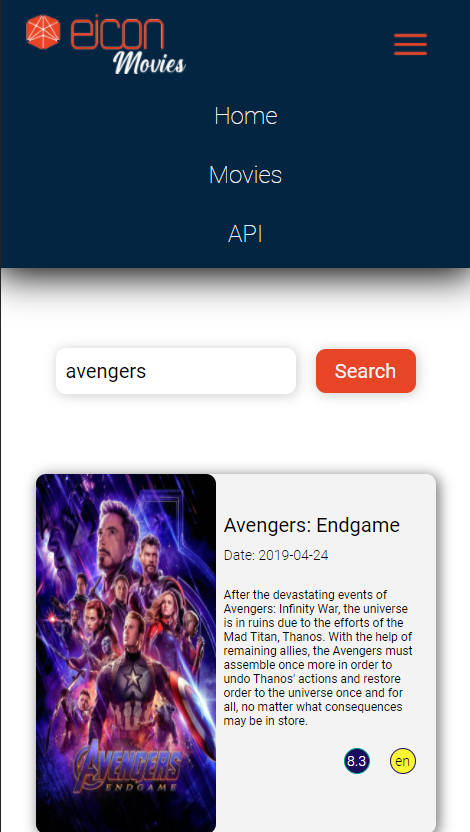 eicon
Movies
Home
Movies
API
avengers
Search
Avengers: Endgame
Date: 2019-04-24
After the devastating events of
Avengers: Infinity War, the universe
is in ruins due to the efforts of the
Mad Titan, Thanos. With the help of
remaining allies, the Avengers must
assemble once more in order to
undo Thanos' actions and restore
order to the universe once and for
all, no matter what consequences
may be in store.
8.3
en
AVENGERS
ENDGAME